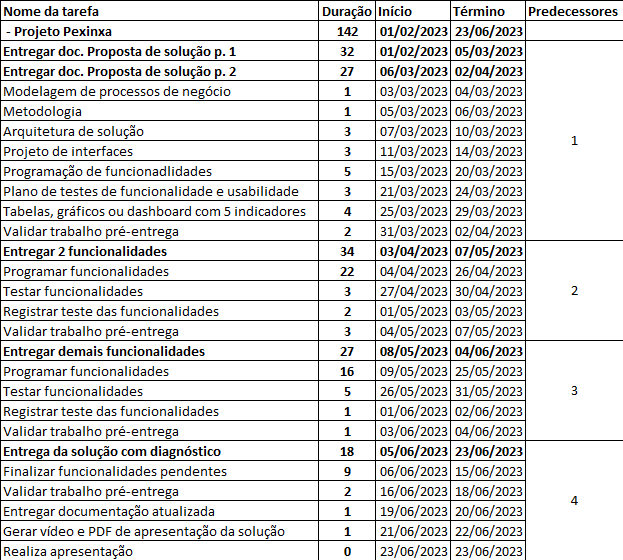 Nome da tarefa Duração Início Término Predecessores
- Projeto Pexinxa 142 01/02/2023 23/06/2023
Entregar doc. Proposta de solução p. 1 32 01/02/2023 05/03/2023
Entregar doc. Proposta de solução p. 2 27 06/03/2023 02/04/2023
Modelagem de processos de negócio 1 03/03/2023 04/03/2023
Metodologia 1 05/03/2023 06/03/2023
Arquitetura de solução 3 07/03/2023 10/03/2023
1
Projeto de interfaces 3 11/03/2023 14/03/2023
Programação de funcionadlidades 5 15/03/2023 20/03/2023
Plano de testes de funcionalidade e usabilidade 3 21/03/2023 24/03/2023
Tabelas, gráficos ou dashboard com 5 indicadores 4 25/03/2023 29/03/2023
Validar trabalho pré-entrega 2 31/03/2023 02/04/2023
Entregar 2 funcionalidades 34 03/04/2023 07/05/2023
Programar funcionalidades 22 04/04/2023 26/04/2023
Testar funcionalidades 3 27/04/2023 30/04/2023 2
Registrar teste das funcionalidades 2 01/05/2023 03/05/2023
Validar trabalho pré-entrega 3 04/05/2023 07/05/2023
Entregar demais funcionalidades 27 08/05/2023 04/06/2023
Programar funcionalidades 16 09/05/2023 25/05/2023
Testar funcionalidades 5 26/05/2023 31/05/2023 3
Registrar teste das funcionalidades 1 01/06/2023 02/06/2023
Validar trabalho pré-entrega 1 03/06/2023 04/06/2023
Entrega da solução com diagnóstico 18 05/06/2023 23/06/2023
Finalizar funcionalidades pendentes 9 06/06/2023 15/06/2023
Validar trabalho pré-entrega 2 16/06/2023 18/06/2023
4
Entregar documentação atualizada 1 19/06/2023 20/06/2023
Gerar vídeo e PDF de apresentação da solução 1 21/06/2023 22/06/2023
Realiza apresentação 0 23/06/2023 23/06/2023